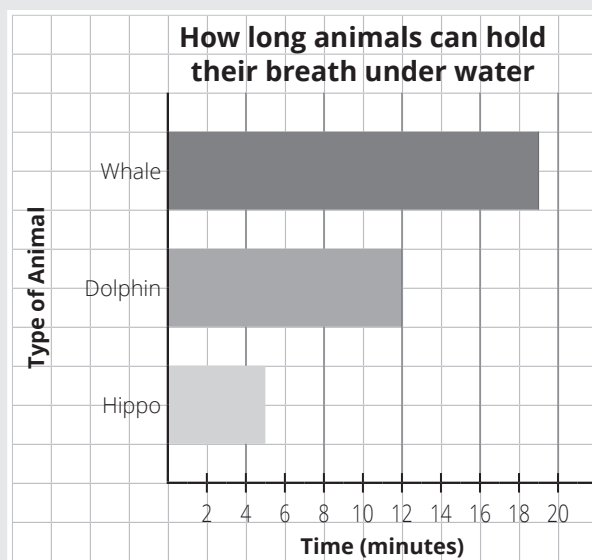 How long animals can hold
their breath under water
Type of Animal
Whale
Dolphin
Hippo
2 4 6 8 10 12 14 16 18 20
Time (minutes)